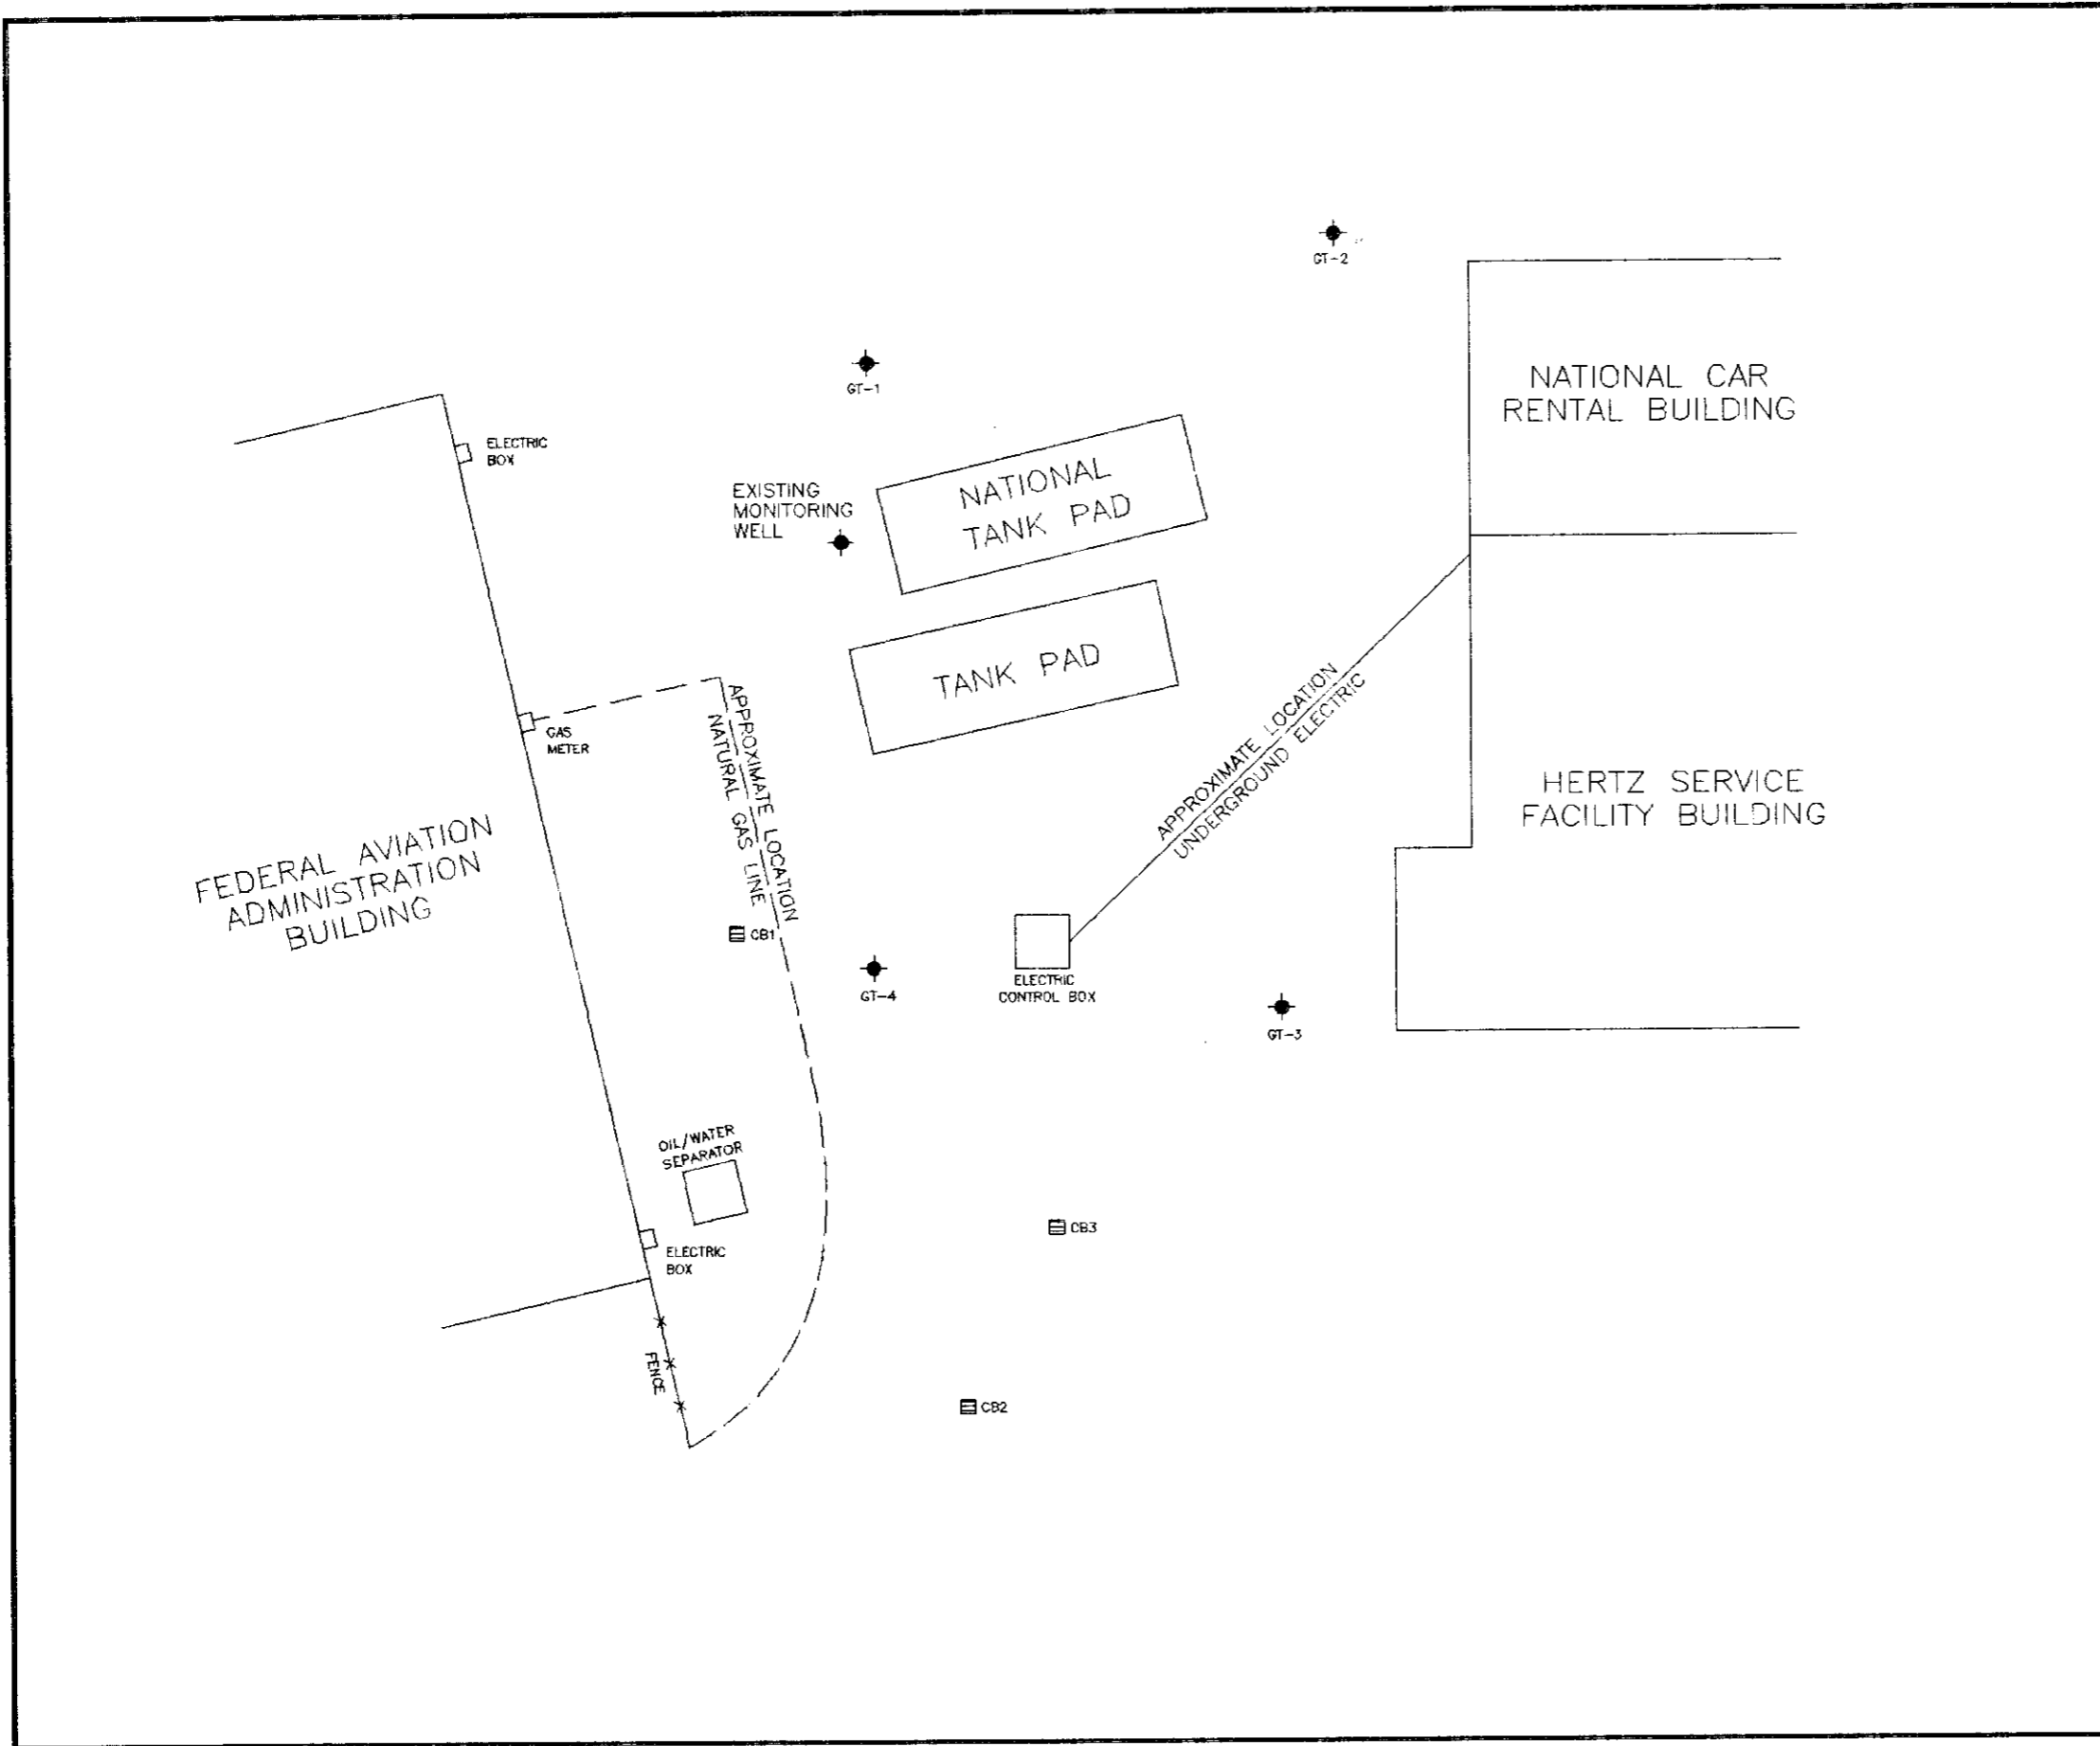 GT-2
NATIONAL CAR
RENTAL BUILDING
GT-1
ELECTRIC
BOX
EXISTING
MONITORING
WELL
NATIONAL
TANK PAD
TANK PAD
GAS
METER
APPROXIMATE LOCATION
NATURAL GAS LINE
APPROXIMATE LOCATION
UNDERGROUND ELECTRIC
HERTZ SERVICE
FACILITY BUILDING
FEDERAL AVIATION
ADMINISTRATION
BUILDING
CB1
GT-4
ELECTRIC
CONTROL BOX
GT-3
OIL/WATER
SEPARATOR
CB3
ELECTRIC
BOX
FENCE
CB2